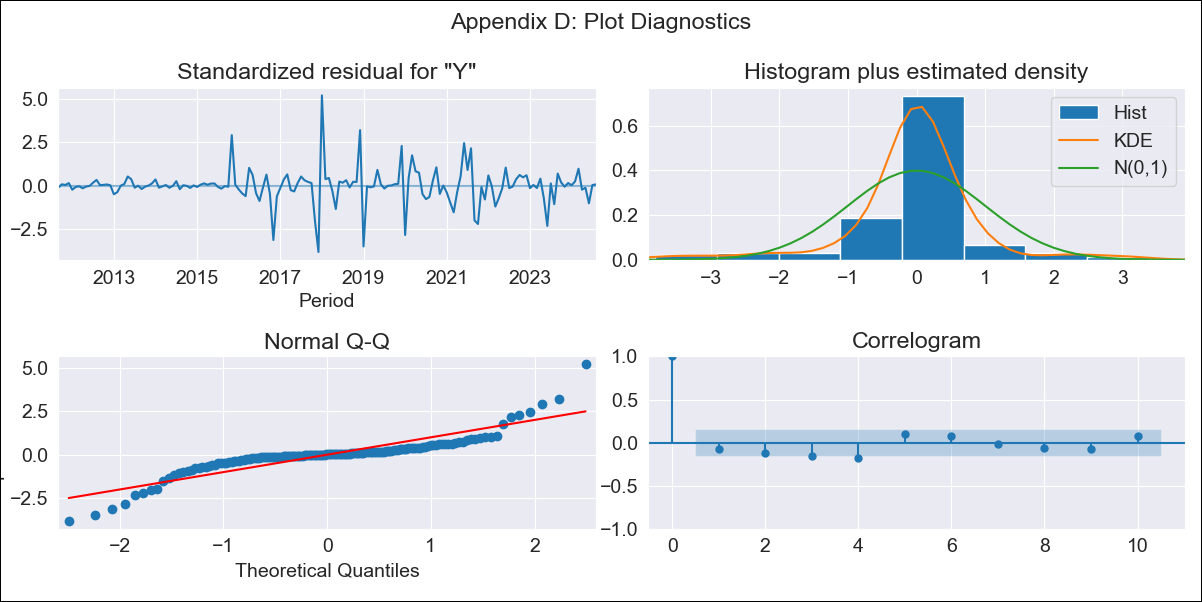 Appendix D: Plot Diagnostics
Standardized residual for "Y"
5.0
2.5
0.0
−2.5
2013 2015 2017 2019 2021 2023
Period
Histogram plus estimated density
0.6
0.4
0.2
0.0
−3 −2 −1 0 1 2 3
Hist
KDE
N(0,1)
Normal Q-Q
5.0
2.5
0.0
−2.5
−2 −1 0 1 2
Theoretical Quantiles
Correlogram
1.0
0.5
0.0
−0.5
−1.0
0 2 4 6 8 10